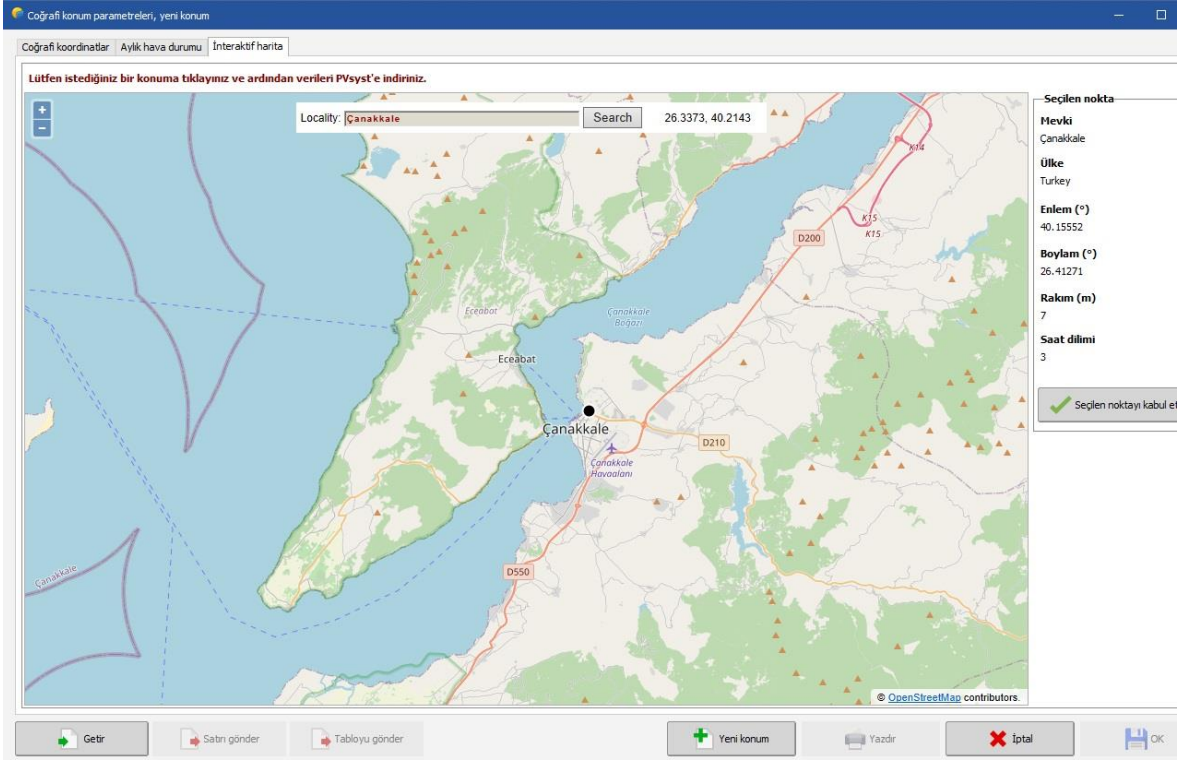 Coğrafi konum parametreleri, yeni konum
Coğrafi koordinatlar Aylık hava durumu İnteraktif harita
Lütfen istediğiniz bir konuma tıklayınız ve ardından verileri PVsyst'e indiriniz.
+
-
Locality: Çanakkale Search 26.3373, 40.2143
K14
K15
K15
D200
Eceabat
Çanakkale
Boğazı
Eceabat
Çanakkale
D210
Çanakkale
Havaalanı
Çanakkale
D550
© OpenStreetMap contributors.
Seçilen nokta
Mevki
Çanakkale
Ülke
Turkey
Enlem (°)
40.15552
Boylam (°)
26.41271
Rakım (m)
7
Saat dilimi
3
Seçilen noktayı kabul et
Getir Satırı gönder Tabloyu gönder Yeni konum Yazdır İptal OK